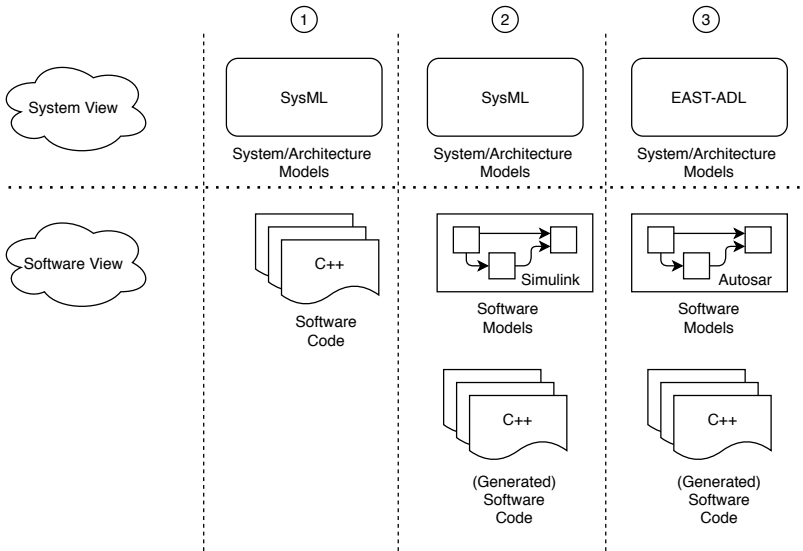 1
2
3
System View
SysML
SysML
EAST-ADL
System/Architecture
Models
System/Architecture
Models
System/Architecture
Models
Software View
C++
Software
Code
Simulink
Software
Models
Autosar
Software
Models
C++
(Generated)
Software
Code
C++
(Generated)
Software
Code